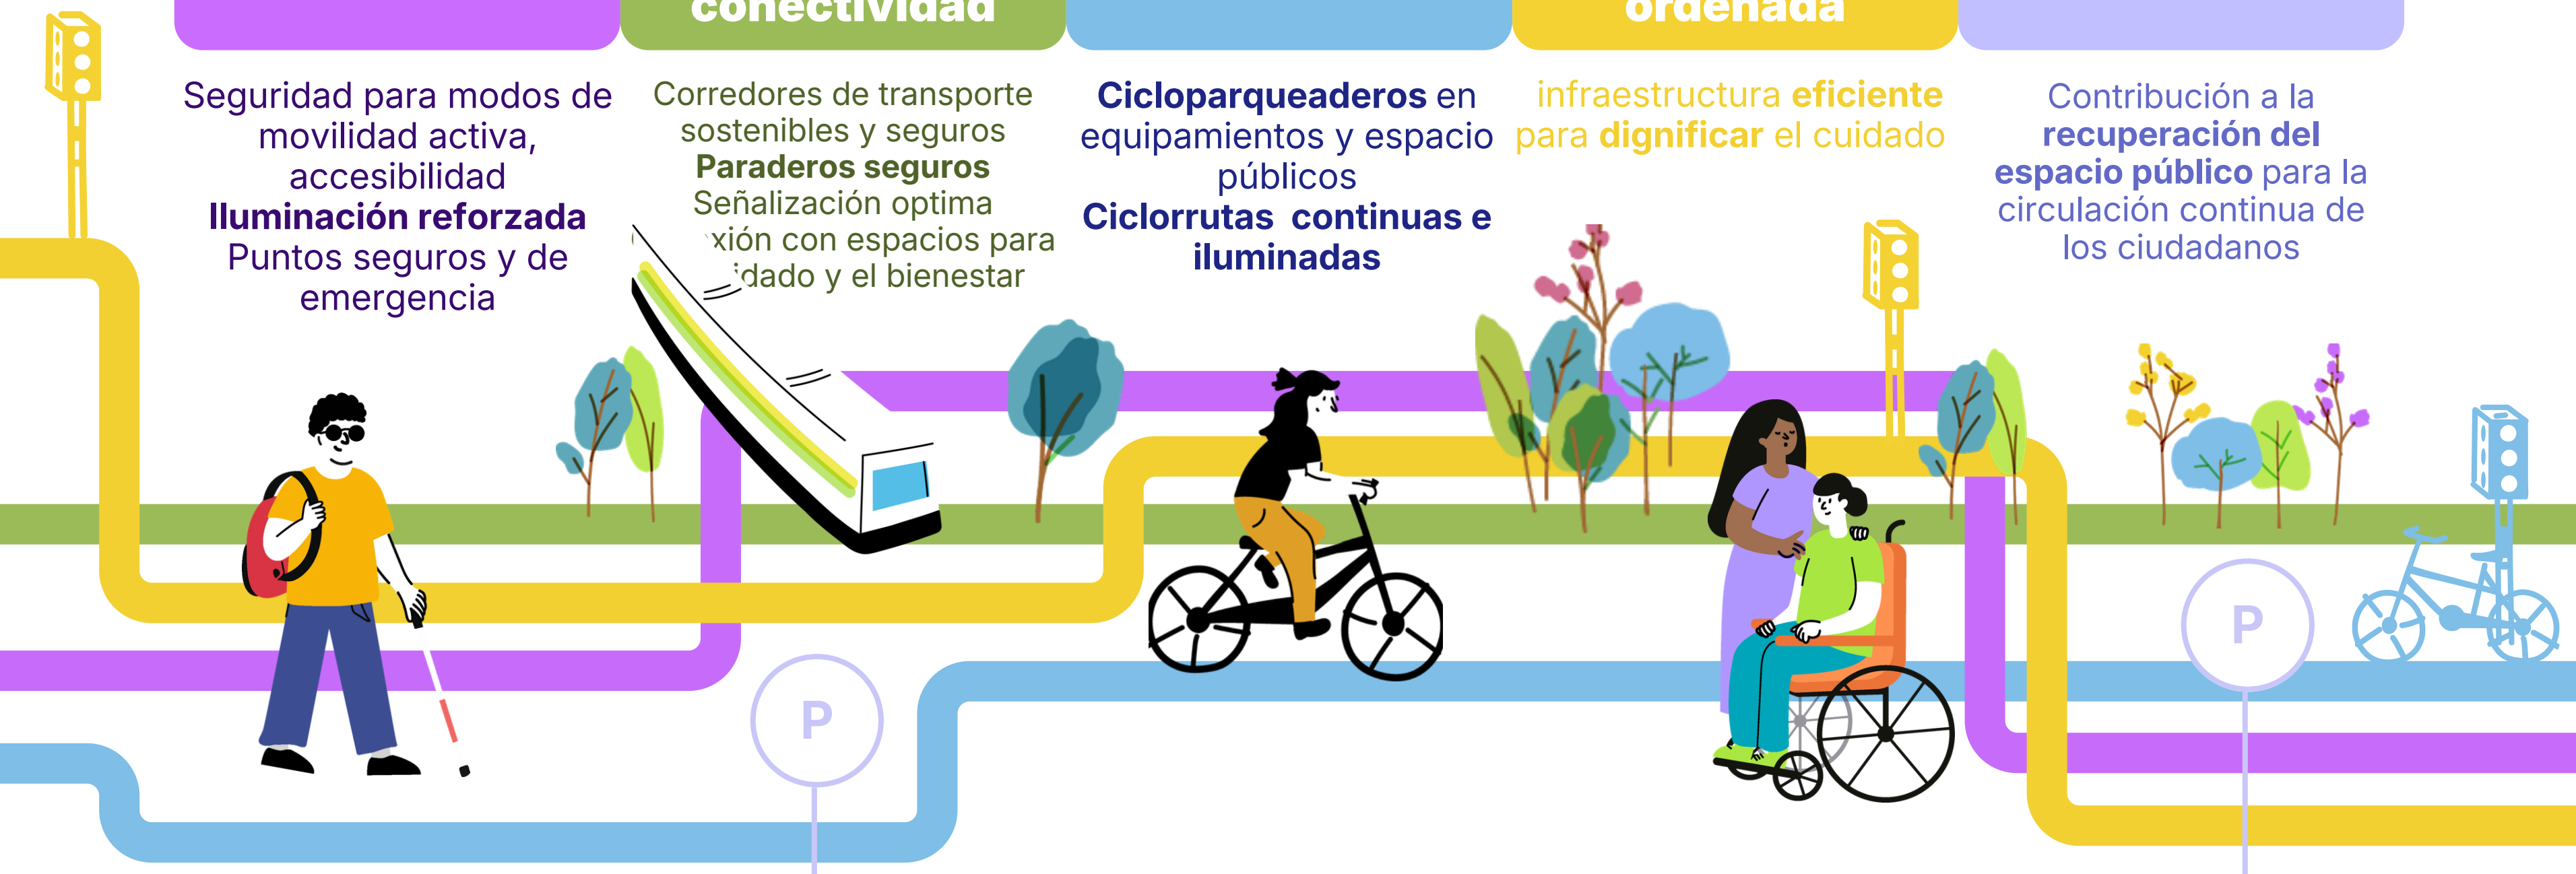 conectividad
ordenada
Seguridad para modos de
movilidad activa,
accesibilidad
Iluminación reforzada
Puntos seguros y de
emergencia
Corredores de transporte
sostenibles y seguros
Paraderos seguros
Señalización optima
con espacios para
y el bienestar
Cicloparqueaderos en
equipamientos y espacio
públicos
Ciclorrutas continuas e
iluminadas
infraestructura eficiente
para dignificar el cuidado
Contribución a la
recuperación del
espacio público para la
circulación continua de
los ciudadanos
P
P